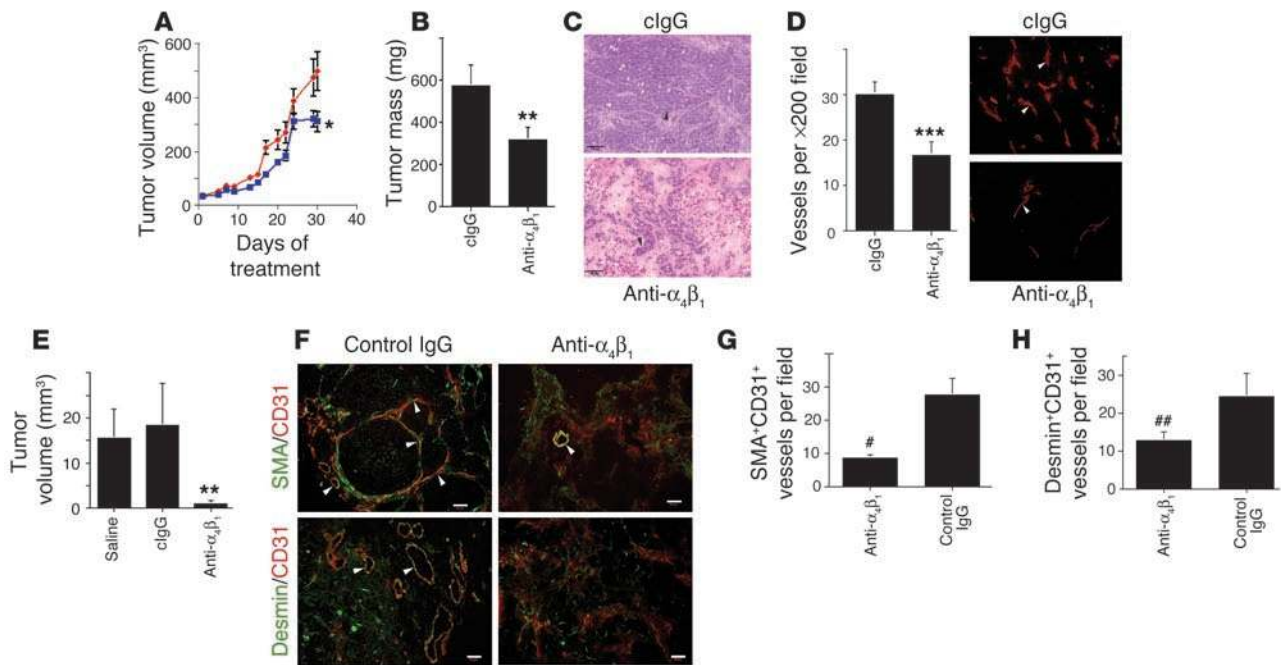 A
Tumor volume (mm³)
600
400
200
0
0 20 40
Days of
treatment
*
B
Tumor mass (mg)
600
400
200
0
**
cIgG
Anti-α₄β₁
C
cIgG
Anti-α₄β₁
D
Vessels per ×200 field
30
20
10
0
***
cIgG
Anti-α₄β₁
cIgG
Anti-α₄β₁
E
Tumor
volume (mm³)
20
15
10
5
0
**
Saline
cIgG
Anti-α₄β₁
F
Control IgG
Anti-α₄β₁
SMA/CD31
Desmin/CD31
G
SMA⁺CD31⁺
vessels per field
30
20
10
0
#
Anti-α₄β₁
Control
IgG
H
Desmin⁺CD31⁺
vessels per field
30
20
10
0
##
Anti-α₄β₁
Control
IgG